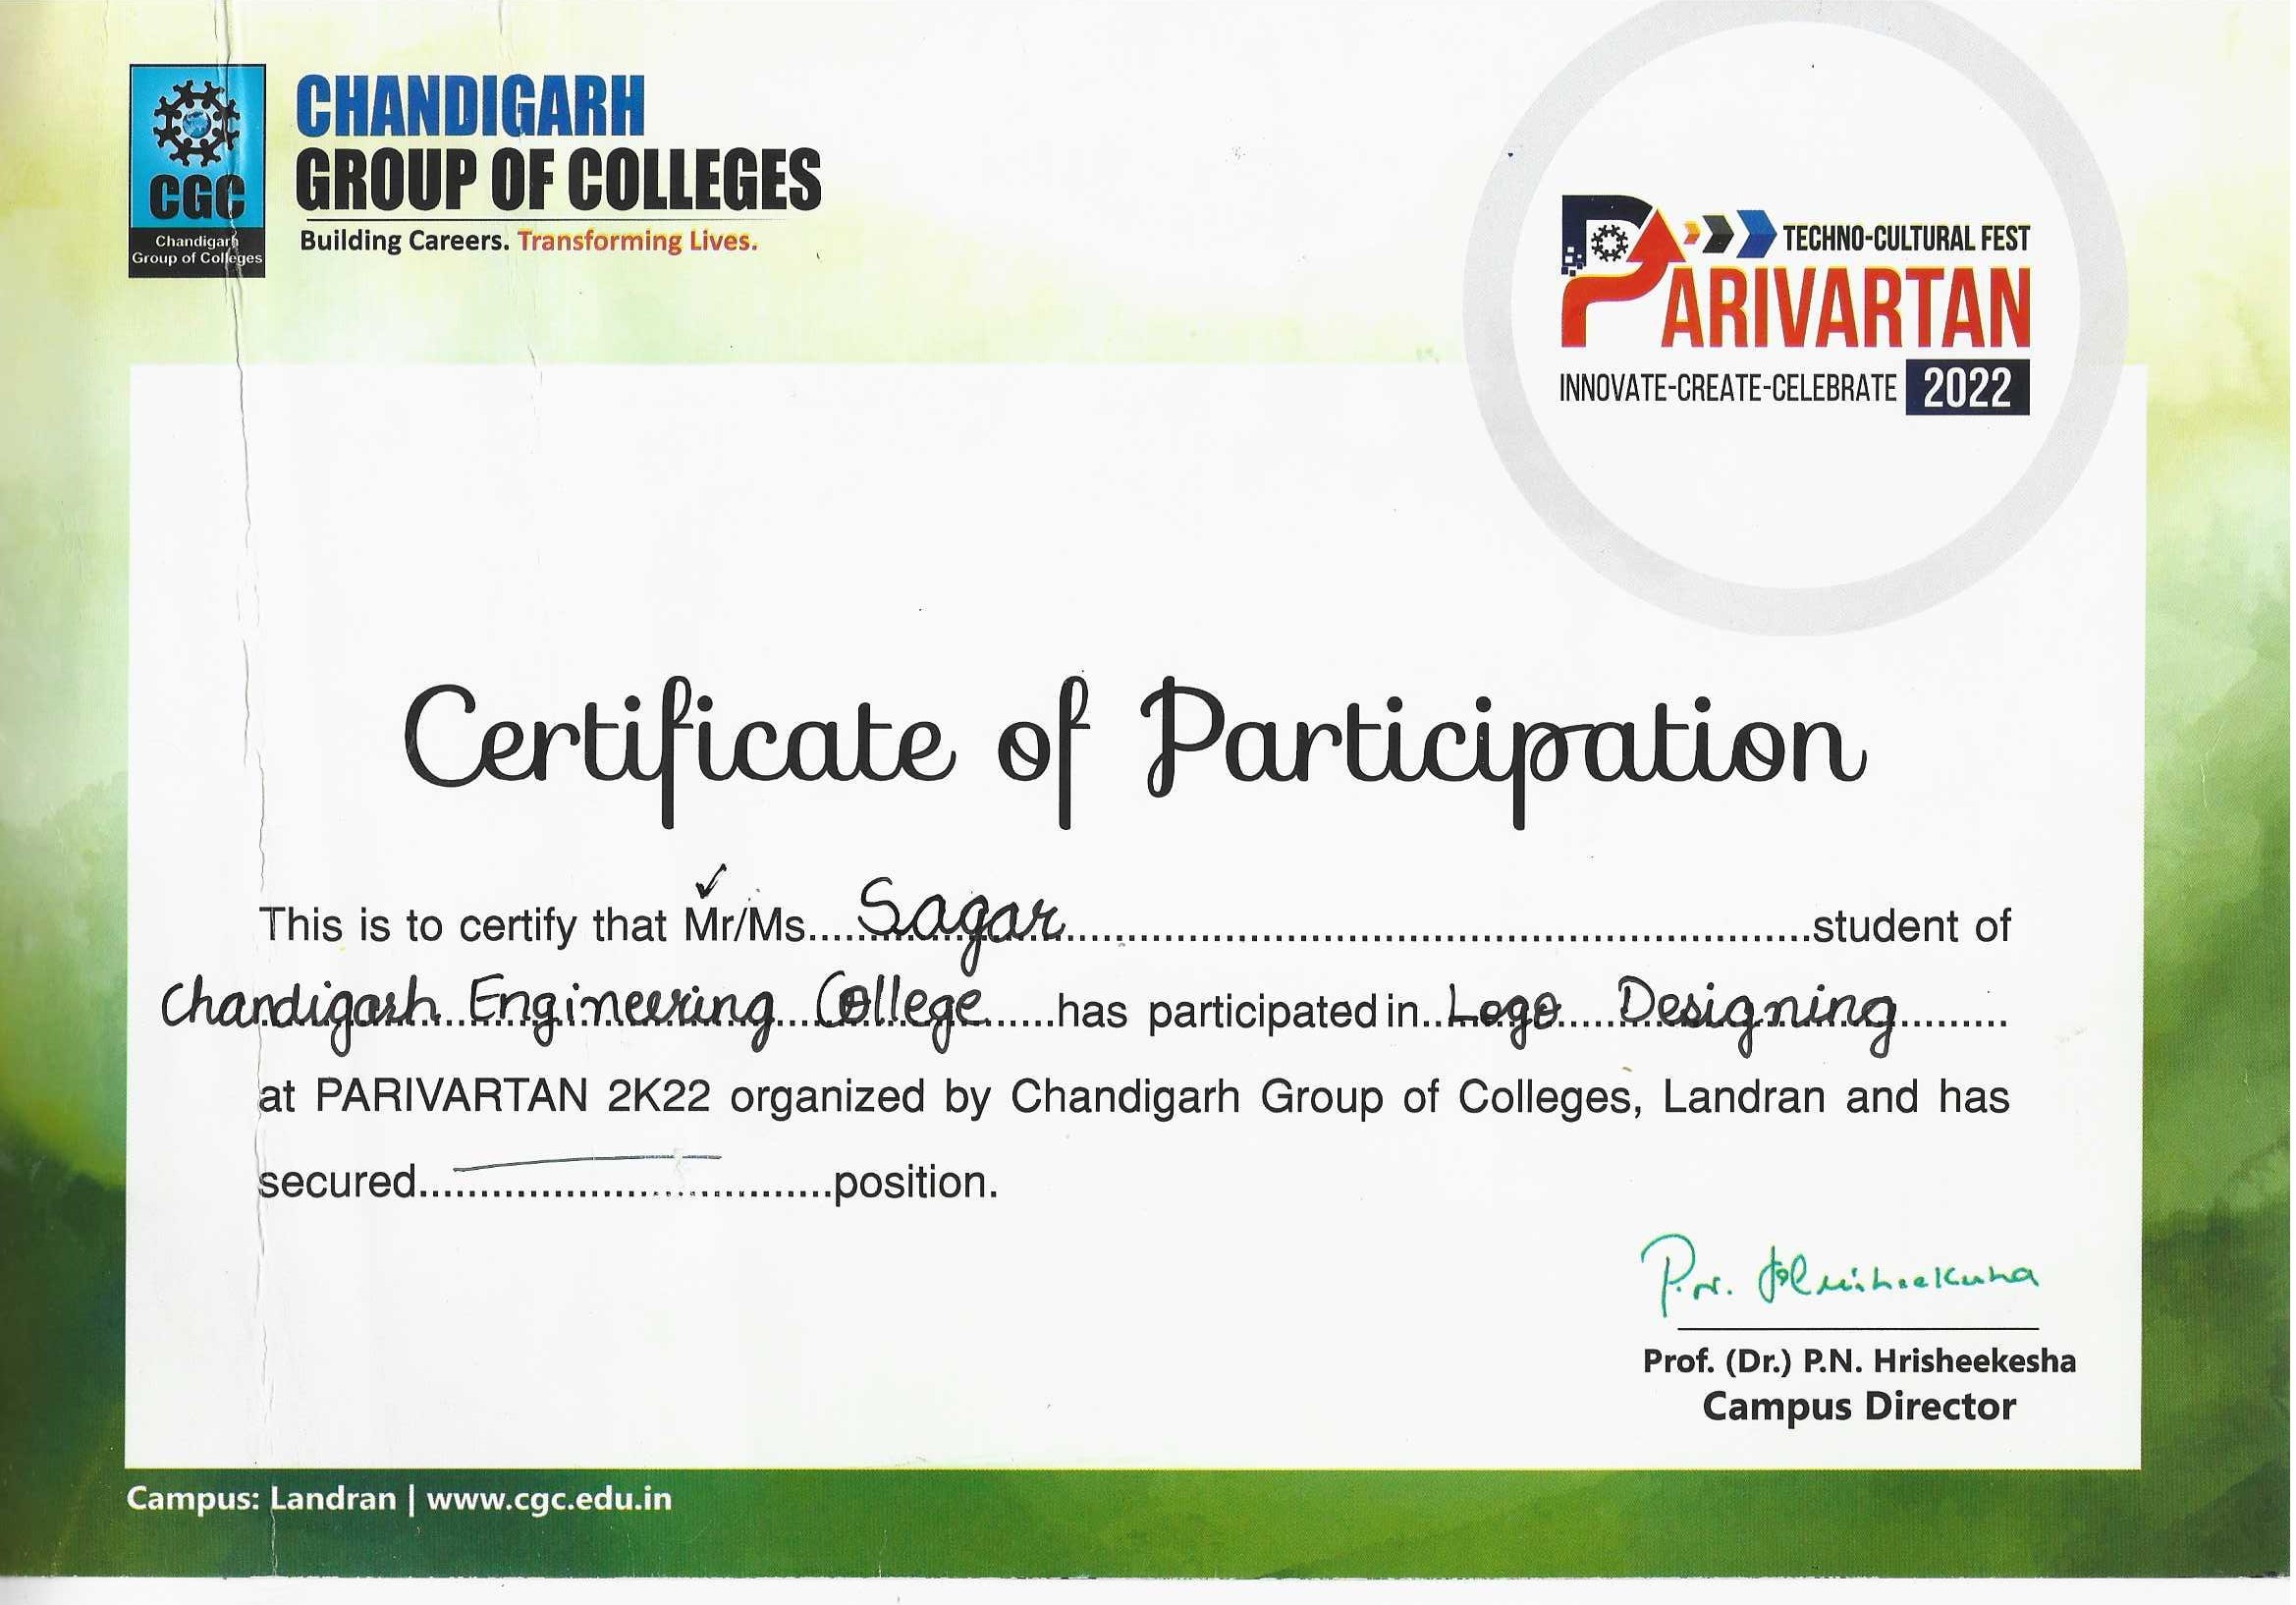 CGC
Chandigarh
Group of Colleges
CHANDIGARH
GROUP OF COLLEGES
Building Careers. Transforming Lives.
TECHNO-CULTURAL FEST
PARIVARTAN
INNOVATE-CREATE-CELEBRATE 2022
Certificate of Participation
This is to certify that Mr/Ms.....Sagar.....student of
Chandigarh Engineering College.....has participated in...Logo Designing.....
at PARIVARTAN 2K22 organized by Chandigarh Group of Colleges, Landran and has
secured..........position.
P.N. Hrisheekesha
Prof. (Dr.) P.N. Hrisheekesha
Campus Director
Campus: Landran | www.cgc.edu.in